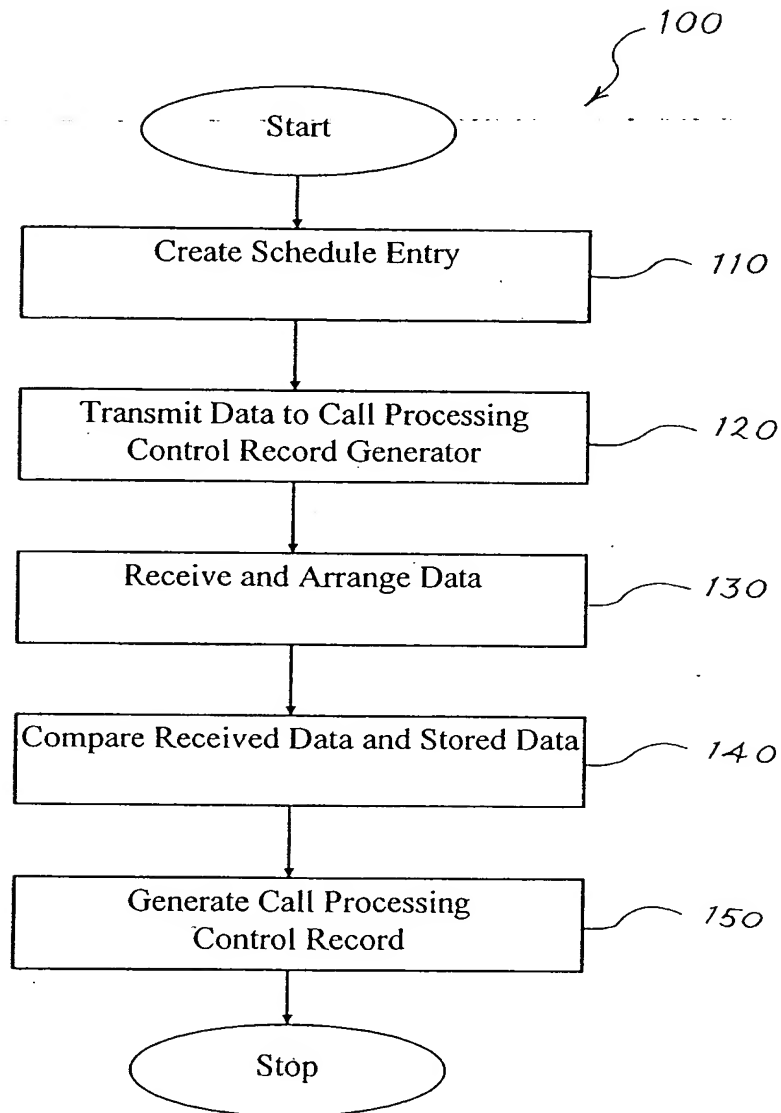 100
Start
Create Schedule Entry
110
Transmit Data to Call Processing
Control Record Generator
120
Receive and Arrange Data
130
Compare Received Data and Stored Data
140
Generate Call Processing
Control Record
150
Stop